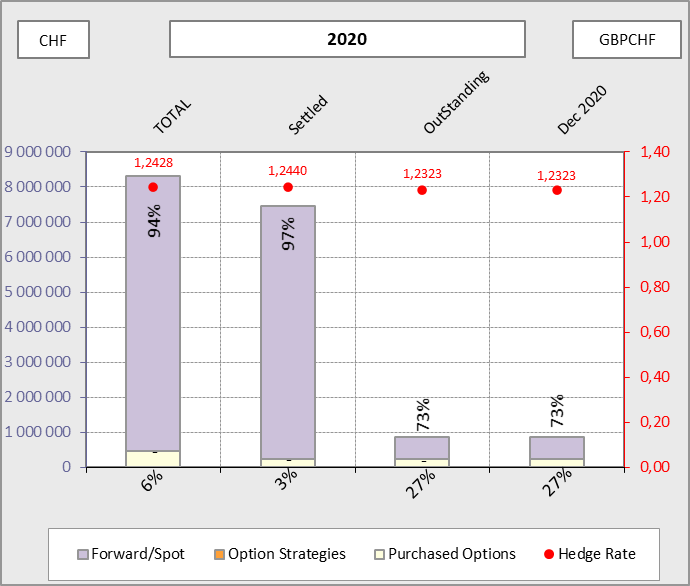 CHF
2020
GBPCHF
TOTAL
Settled
OutStanding
Dec 2020
9 000 000
8 000 000
7 000 000
6 000 000
5 000 000
4 000 000
3 000 000
2 000 000
1 000 000
0
1,2428
1,2440
1,2323
1,2323
94%
97%
73%
73%
6%
3%
27%
27%
1,40
1,20
1,00
0,80
0,60
0,40
0,20
0,00
Forward/Spot
Option Strategies
Purchased Options
Hedge Rate